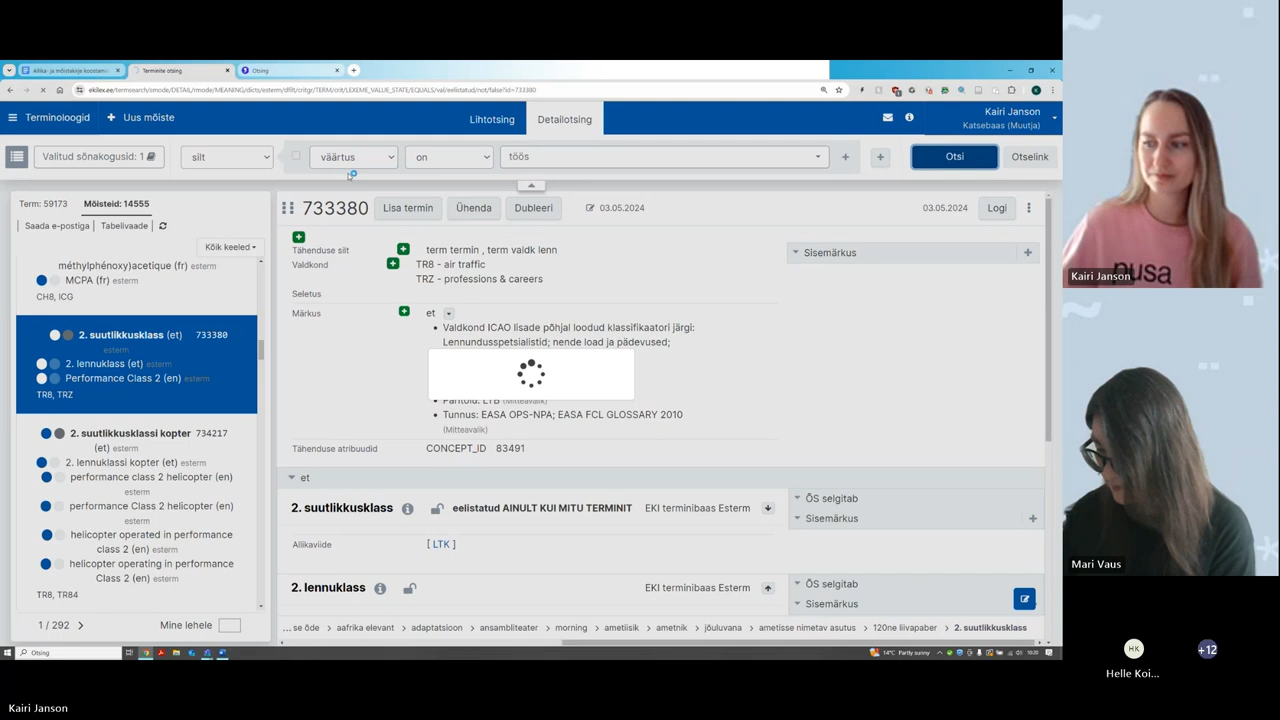 Allika- ja mõistekirje koostami
Terminite otsing
Otsing
ekilex.ee/termsearch/smode/DETAIL/rmode/MEANING/dicts/esterm/dfilt/critgr/TERM/crit/LEXEME_VALUE_STATE/EQUALS/val/eelistatud/not/false?id=733380
Terminoloogid
Uus mõiste
Lihtotsing
Detailotsing
Kairi Janson
Katsebaas (Muutja)
Valitud sõnakogusid: 1
silt
väärtus
on
töös
Otsi
Otselink
Term: 59173
Mõisteid: 14555
Saada e-postiga
Tabelivaade
Kõik keeled
méthylphénoxy)acetique (fr) esterm
MCPA (fr) esterm
CH8, ICG
2. suutlikkusklass (et) 733380
esterm
2. lennuklass (et) esterm
Performance Class 2 (en) esterm
TR8, TRZ
2. suutlikkusklassi kopter 734217
(et) esterm
2. lennuklassi kopter (et) esterm
performance class 2 helicopter (en)
esterm
performance Class 2 helicopter (en)
esterm
helicopter operated in performance
class 2 (en) esterm
helicopter operating in performance
Class 2 (en) esterm
TR8, TR84
1 / 292
Mine lehele
733380
Lisa termin
Ühenda
Dubleeri
03.05.2024
03.05.2024
Logi
Tähenduse silt
term termin , term valdk lenn
Valdkond
TR8 - air traffic
TRZ - professions & careers
Seletus
Märkus
et
Valdkond ICAO lisade põhjal loodud klassifikaatori järgi:
Lennundusspetsialistid; nende load ja pädevused;
Päritolu: LTB (Mitteavalik)
Tunnus: EASA OPS-NPA; EASA FCL GLOSSARY 2010
(Mitteavalik)
Tähenduse atribuudid
CONCEPT_ID 83491
Sisemärkus
et
2. suutlikkusklass
eelistatud AINULT KUI MITU TERMINIT
EKI terminibaas Esterm
ÕS selgitab
Sisemärkus
Allikaviide
[ LTK ]
2. lennuklass
EKI terminibaas Esterm
ÕS selgitab
Sisemärkus
... se õde > aafrika elevant > adaptatsioon > ansambliteater > morning > ametiisik > ametnik > jõuluvana > ametisse nimetav asutus > 120ne liivapaber > 2. suutlikkusklass
Otsing
14°C Partly sunny
10:20
Kairi Janson
Mari Vaus
HK
+12
Helle Koi...
Kairi Janson